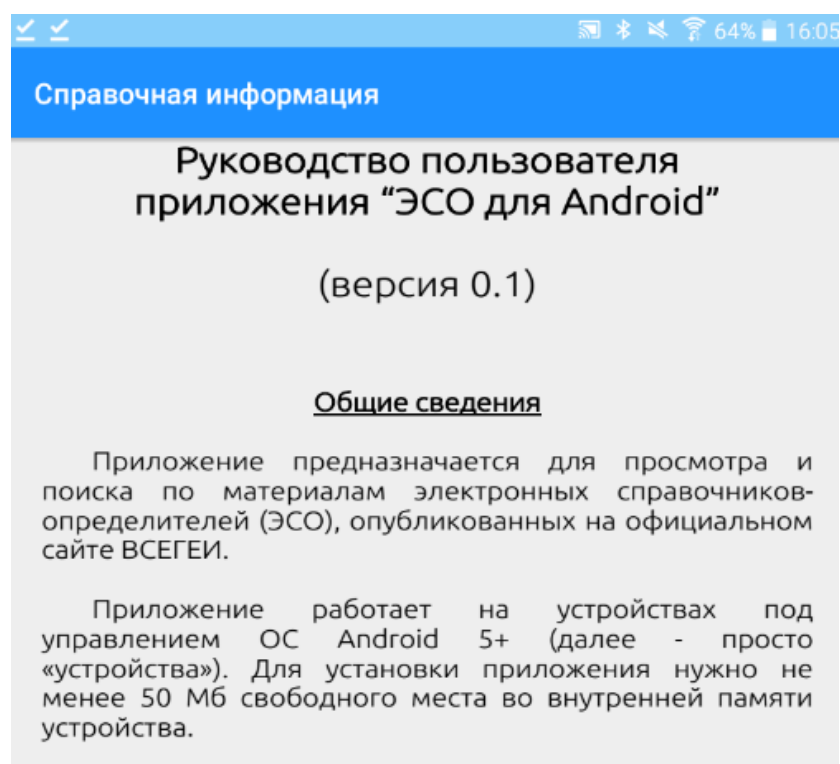 64% 16:05
Справочная информация
Руководство пользователя
приложения “ЭСО для Android”
(версия 0.1)
Общие сведения
Приложение предназначается для просмотра и
поиска по материалам электронных справочников-
определителей (ЭСО), опубликованных на официальном
сайте ВСЕГЕИ.
Приложение работает на устройствах под
управлением ОС Android 5+ (далее - просто
«устройства»). Для установки приложения нужно не
менее 50 Мб свободного места во внутренней памяти
устройства.